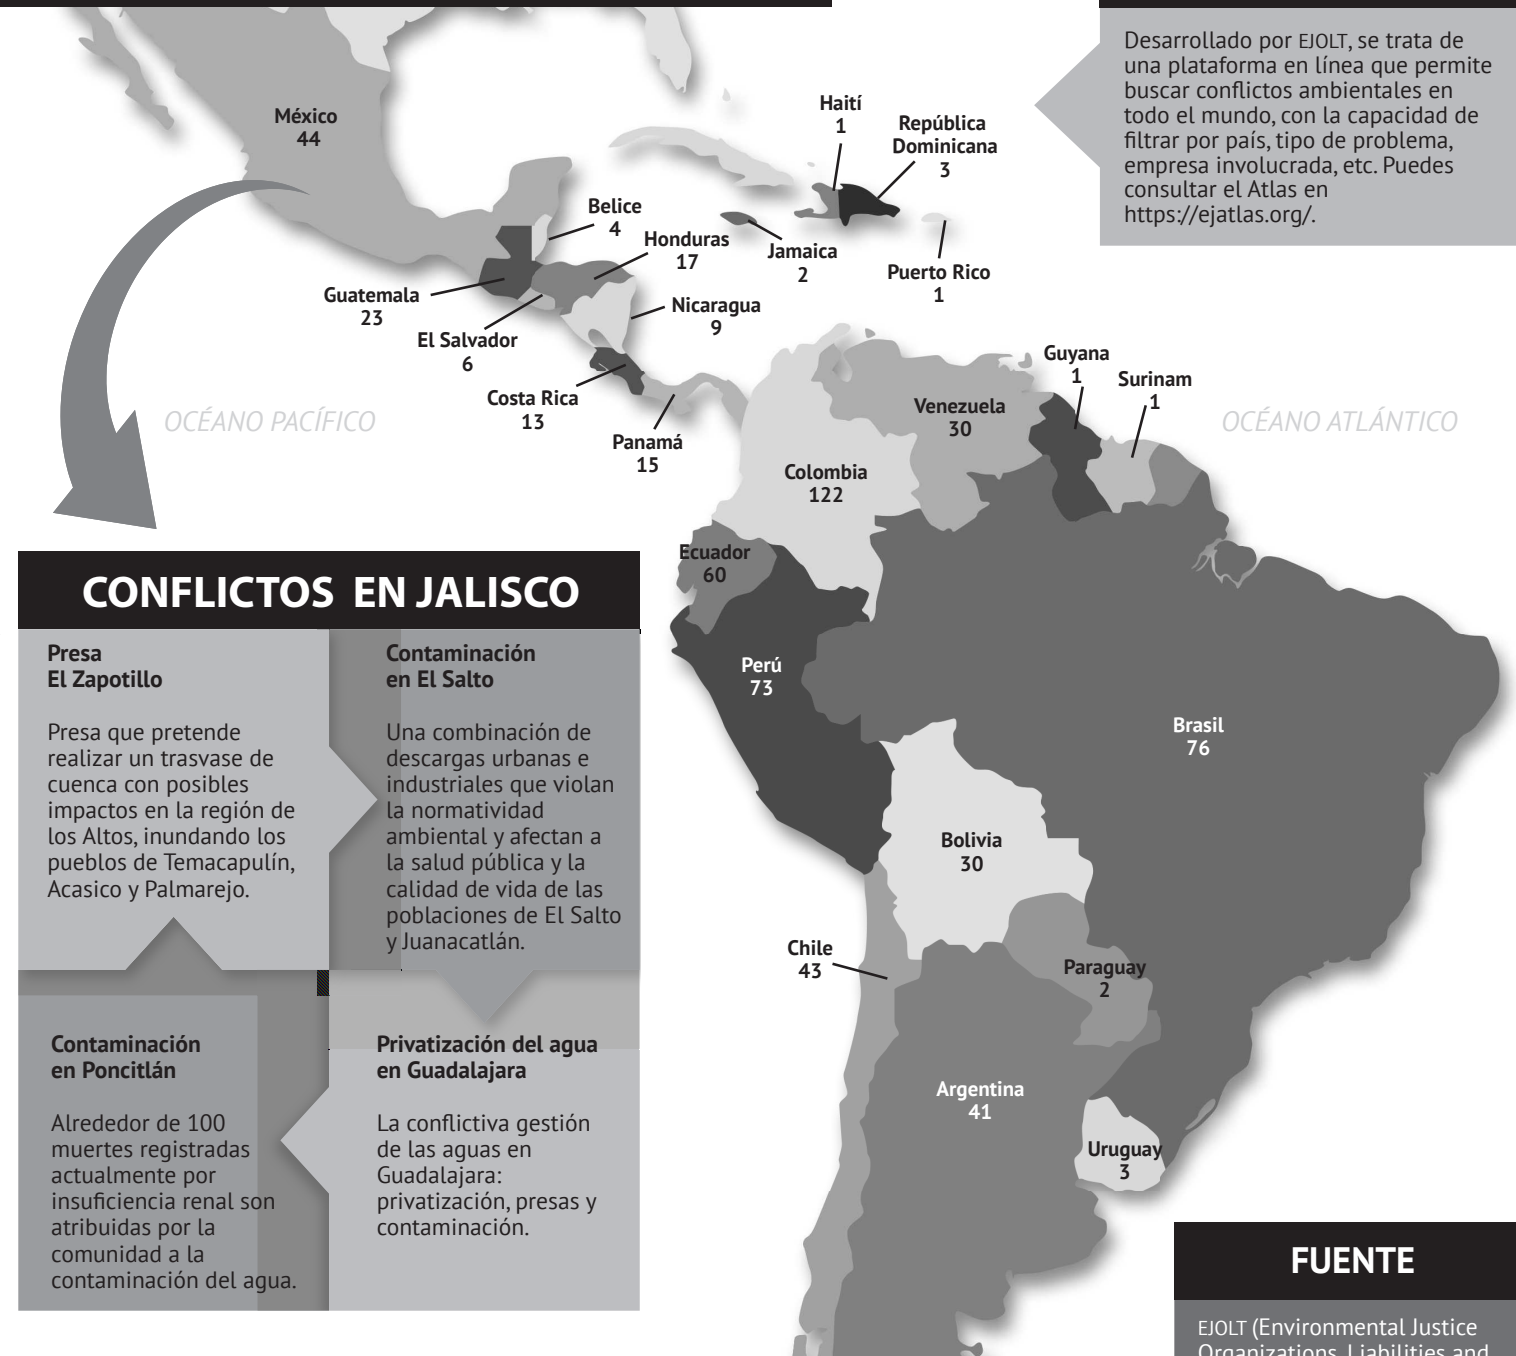 Desarrollado por EJOLT, se trata de
una plataforma en línea que permite
buscar conflictos ambientales en
todo el mundo, con la capacidad de
filtrar por país, tipo de problema,
empresa involucrada, etc. Puedes
consultar el Atlas en
https://ejatlas.org/.
México
44
Haití
1
República
Dominicana
3
Belice
4
Honduras
17
Jamaica
2
Puerto Rico
1
Guatemala
23
Nicaragua
9
El Salvador
6
Costa Rica
13
Panamá
15
OCÉANO PACÍFICO
Guyana
1
Surinam
1
Venezuela
30
OCÉANO ATLÁNTICO
Colombia
122
Ecuador
60
Perú
73
Brasil
76
Bolivia
30
Chile
43
Paraguay
2
Argentina
41
Uruguay
3
CONFLICTOS EN JALISCO
Presa
El Zapotillo
Presa que pretende
realizar un trasvase de
cuenca con posibles
impactos en la región de
los Altos, inundando los
pueblos de Temacapulín,
Acasico y Palmarejo.
Contaminación
en El Salto
Una combinación de
descargas urbanas e
industriales que violan
la normatividad
ambiental y afectan a
la salud pública y la
calidad de vida de las
poblaciones de El Salto
y Juanacatlán.
Contaminación
en Poncitlán
Alrededor de 100
muertes registradas
actualmente por
insuficiencia renal son
atribuidas por la
comunidad a la
contaminación del agua.
Privatización del agua
en Guadalajara
La conflictiva gestión
de las aguas en
Guadalajara:
privatización, presas y
contaminación.
FUENTE
EJOLT (Environmental Justice
Organizations, Liabilities and